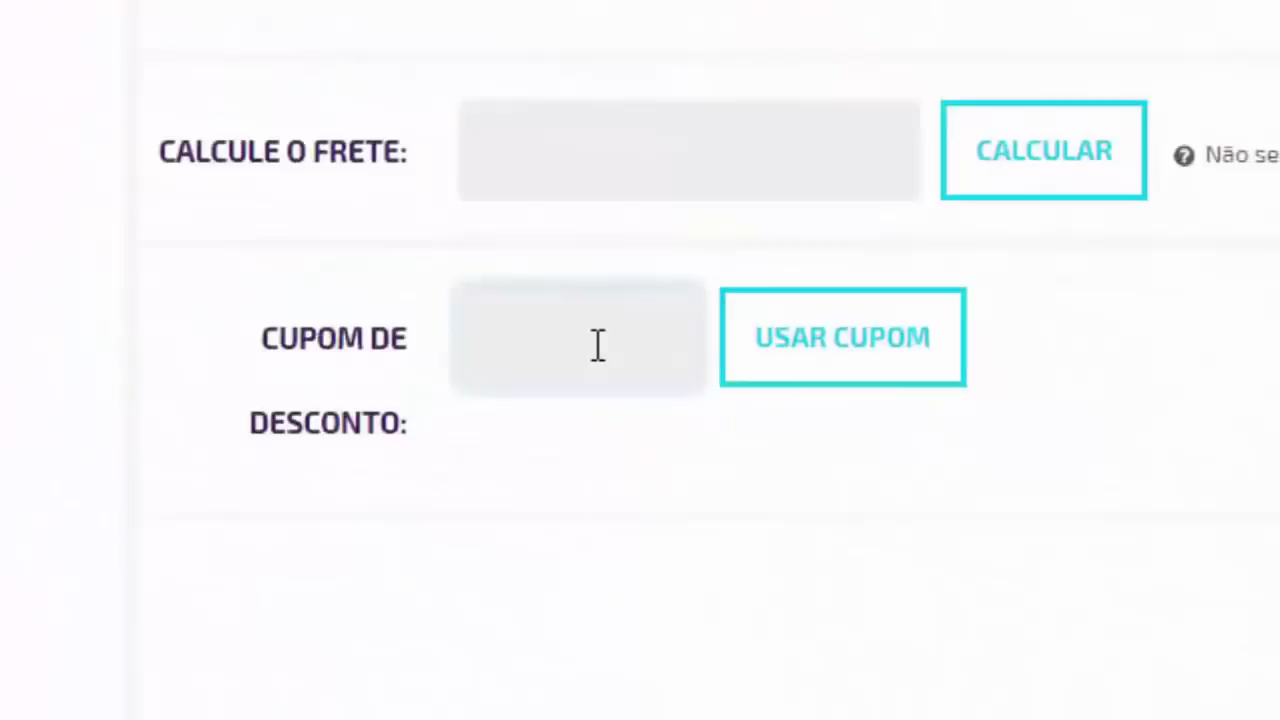 CALCULE O FRETE:
CALCULAR
Não se
CUPOM DE
DESCONTO:
USAR CUPOM